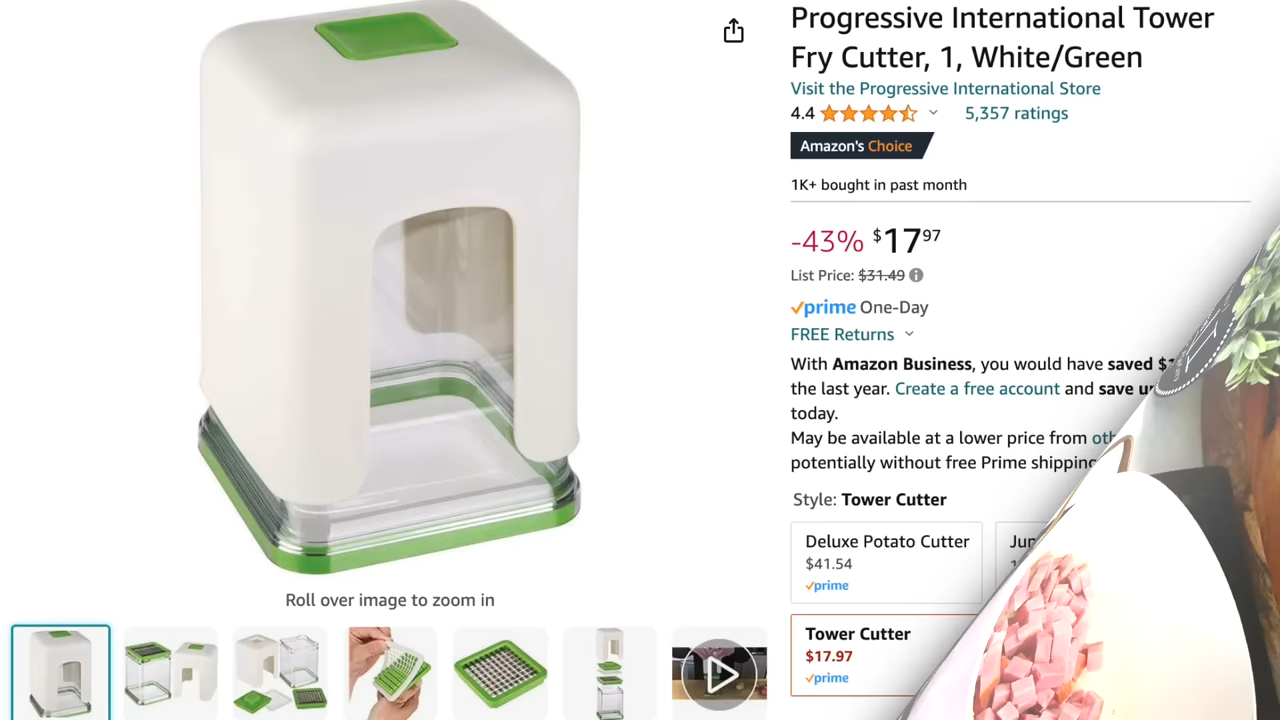 Progressive International Tower
Fry Cutter, 1, White/Green
Visit the Progressive International Store
4.4
5,357 ratings
Amazon's Choice
1K+ bought in past month
-43% $17 97
List Price: $31.49
prime One-Day
FREE Returns
With Amazon Business, you would have saved
the last year. Create a free account and save
today.
May be available at a lower price from
potentially without free Prime shipping
Style: Tower Cutter
Deluxe Potato Cutter
$41.54
prime
Tower Cutter
$17.97
prime
Roll over image to zoom in